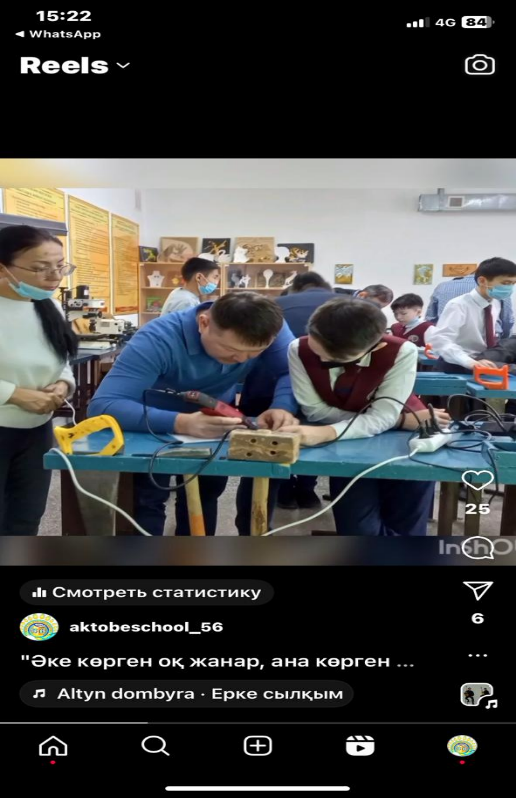 15:22
4G 84
◀ WhatsApp
Reels
InShO
25
Смотреть статистику
6
aktobeschool_56
"Әке көрген оқ жанар, ана көрген ...
Altyn dombyra · Ерке сылқым